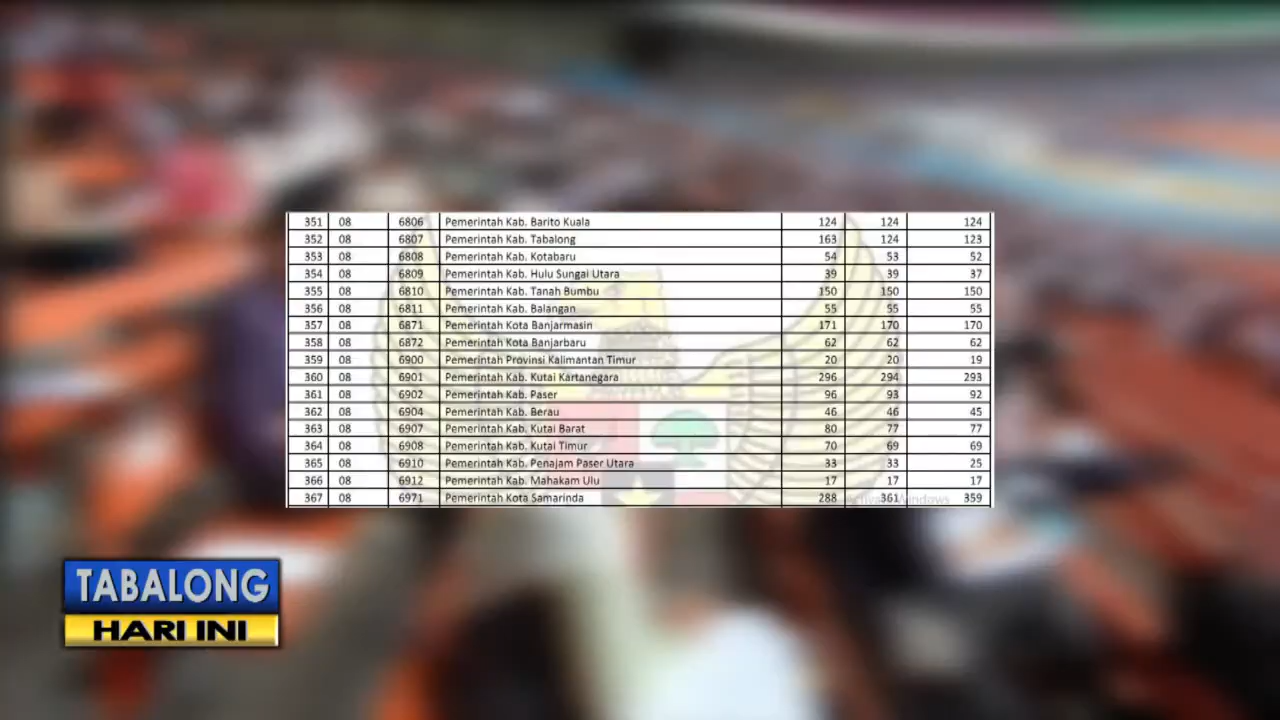 351 08 6806 Pemerintah Kab. Barito Kuala 124 124 124
352 08 6807 Pemerintah Kab. Tabalong 163 124 123
353 08 6808 Pemerintah Kab. Kotabaru 54 53 52
354 08 6809 Pemerintah Kab. Hulu Sungai Utara 39 39 37
355 08 6810 Pemerintah Kab. Tanah Bumbu 150 150 150
356 08 6811 Pemerintah Kab. Balangan 55 55 55
357 08 6871 Pemerintah Kota Banjarmasin 171 170 170
358 08 6872 Pemerintah Kota Banjarbaru 62 62 62
359 08 6900 Pemerintah Provinsi Kalimantan Timur 20 20 19
360 08 6901 Pemerintah Kab. Kutai Kartanegara 296 294 293
361 08 6902 Pemerintah Kab. Paser 96 93 92
362 08 6904 Pemerintah Kab. Berau 46 46 45
363 08 6907 Pemerintah Kab. Kutai Barat 80 77 77
364 08 6908 Pemerintah Kab. Kutai Timur 70 69 69
365 08 6910 Pemerintah Kab. Penajam Paser Utara 33 33 25
366 08 6912 Pemerintah Kab. Mahakam Ulu 17 17 17
367 08 6971 Pemerintah Kota Samarinda 288 361 359
Windows
TABALONG
HARI INI